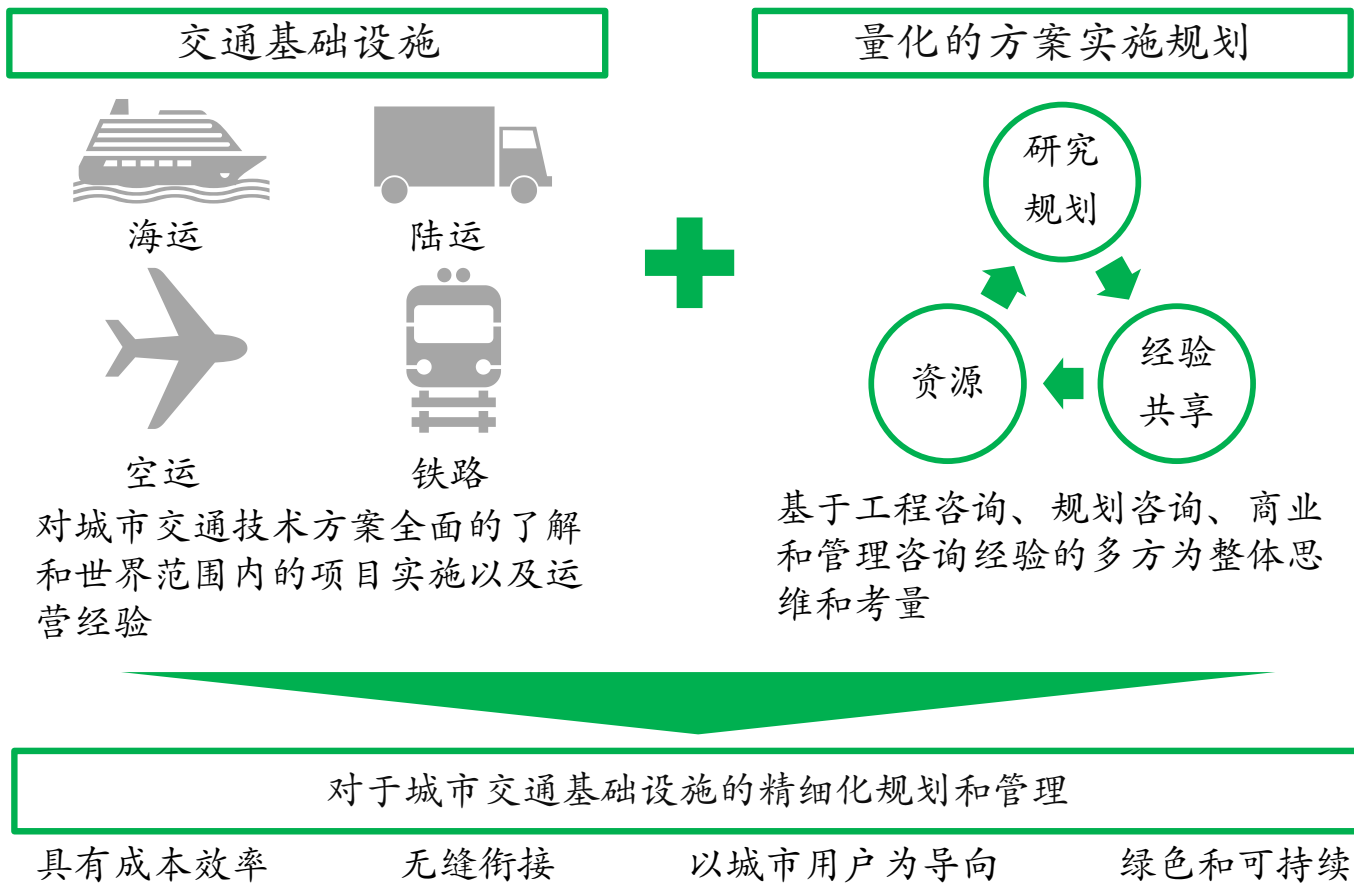 交通基础设施
海运
陆运
空运
铁路
对城市交通技术方案全面的了解
和世界范围内的项目实施以及运
营经验
量化的方案实施规划
研究
规划
经验
共享
资源
基于工程咨询、规划咨询、商业
和管理咨询经验的多方为整体思
维和考量
对于城市交通基础设施的精细化规划和管理
具有成本效率
无缝衔接
以城市用户为导向
绿色和可持续